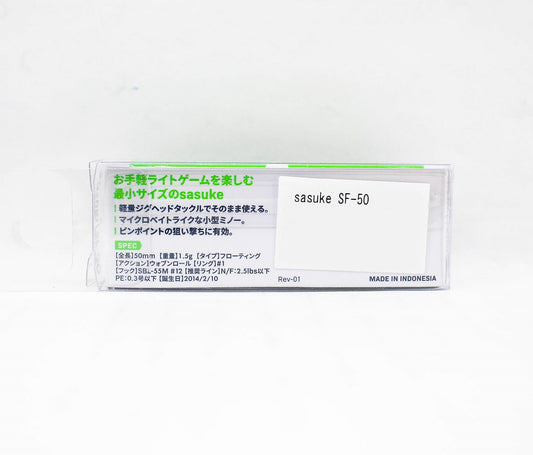 お手軽ライトゲームを楽しむ
最小サイズのsasuke
軽量ジグヘッドタックルでそのまま使える。
マイクロベイトライクな小型ミノー。
ピンポイントの狙い撃ちに有効。
SPEC
【全長】50mm 【重量】1.5g 【タイプ】フローティング
【アクション】ウォブンロール 【リング】#1
【フック】SBL-55M #12 【推奨ライン】N/F:2.5lbs以下
PE:0.3号以下 【誕生日】2014/2/10
sasuke SF-50
Rev-01
MADE IN INDONESIA